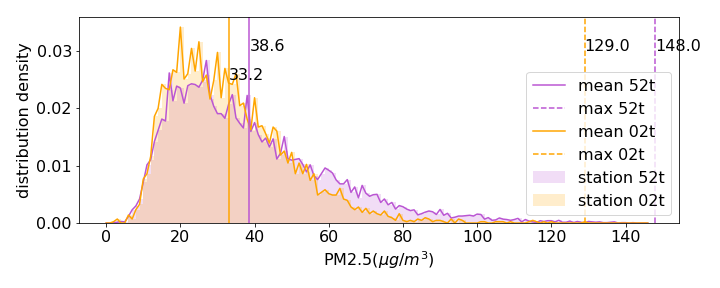 38.6
33.2
129.0
148.0
mean 52t
max 52t
mean 02t
max 02t
station 52t
station 02t
distribution density
0.03
0.02
0.01
0.00
0 20 40 60 80 100 120 140
PM2.5(μg/m³)